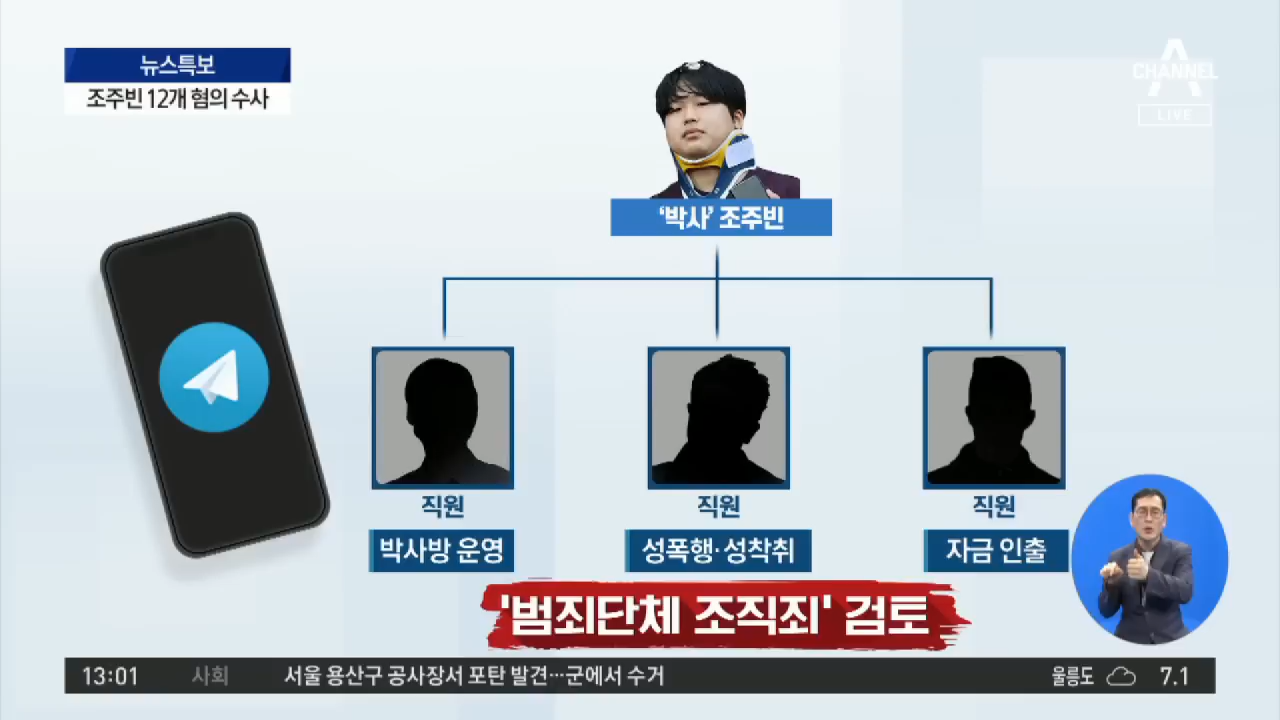 뉴스특보
조주빈 12개 혐의 수사
CHANNEL A
LIVE
'박사' 조주빈
직원
직원
직원
박사방 운영
성폭행·성착취
자금 인출
'범죄단체 조직죄' 검토
13:01 사회 서울 용산구 공사장서 포탄 발견…군에서 수거 울릉도 7.1